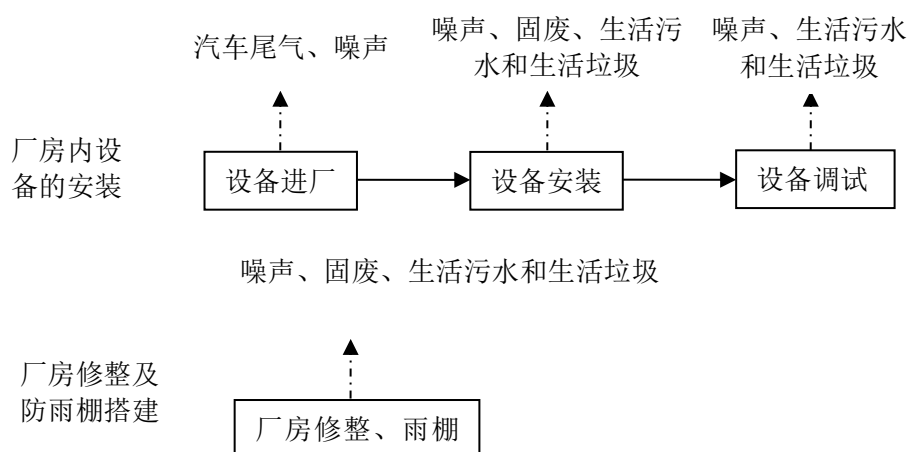 汽车尾气、噪声
噪声、固废、生活污
水和生活垃圾
噪声、生活污水
和生活垃圾
厂房内设
备的安装
设备进厂
设备安装
设备调试
噪声、固废、生活污水和生活垃圾
厂房修整及
防雨棚搭建
厂房修整、雨棚